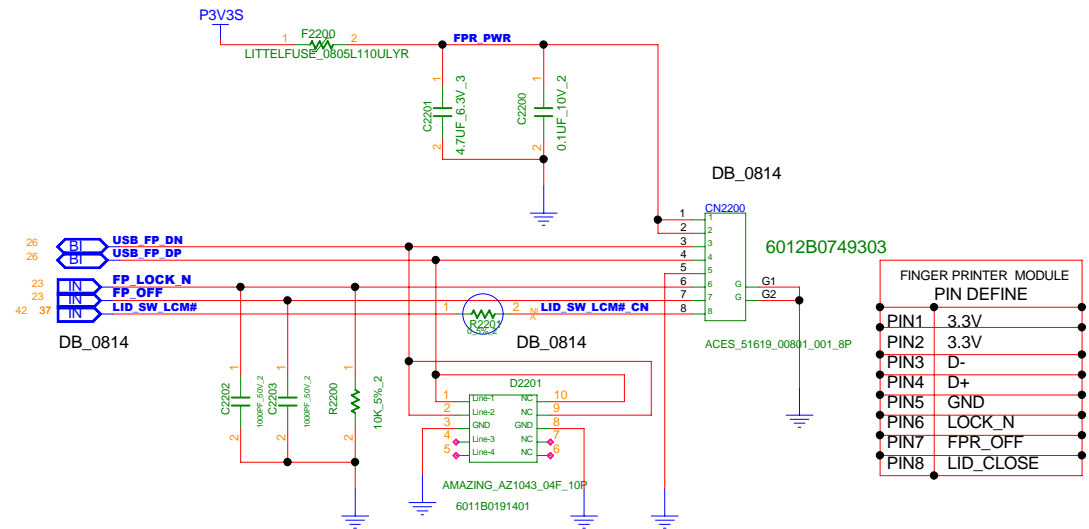 P3V3S
F2200
1 2
LITTELFUSE_0805L110ULYR
FPR_PWR
1
C2201
4.7UF_6.3V_3
2
1
C2200
0.1UF_10V_2
2
DB_0814
CN2200
1 1
2 2
3 3
4 4
5 5
6 6
7 7
8 8
G G1
G G2
6012B0749303
ACES_51619_00801_001_8P
26 BI USB_FP_DN
26 BI USB_FP_DP
23 IN FP_LOCK_N
23 IN FP_OFF
42 37 IN LID_SW_LCM#
1 2
R2201
LID_SW_LCM#_CN
DB_0814
DB_0814
1
C2202
1000PF_50V_2
2
1
C2203
1000PF_50V_2
2
1
R2200
10K_5%_2
2
D2201
1 Line-1 NC 10
2 Line-2 NC 9
3 GND GND 8
4 Line-3 NC 7
5 Line-4 NC 6
AMAZING_AZ1043_04F_10P
6011B0191401
FINGER PRINTER MODULE
PIN DEFINE
PIN1 3.3V
PIN2 3.3V
PIN3 D-
PIN4 D+
PIN5 GND
PIN6 LOCK_N
PIN7 FPR_OFF
PIN8 LID_CLOSE